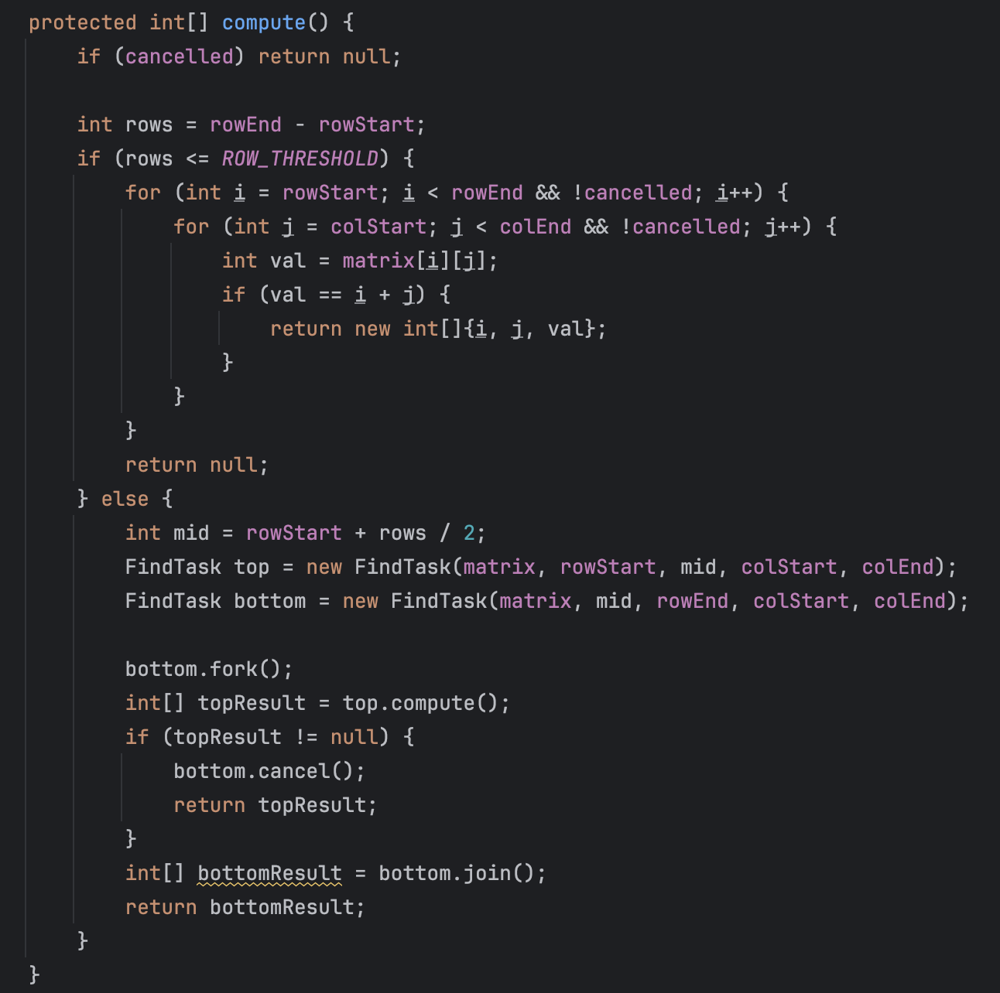 protected int[] compute() {
    if (cancelled) return null;

    int rows = rowEnd - rowStart;
    if (rows <= ROW_THRESHOLD) {
        for (int i = rowStart; i < rowEnd && !cancelled; i++) {
            for (int j = colStart; j < colEnd && !cancelled; j++) {
                int val = matrix[i][j];
                if (val == i + j) {
                    return new int[]{i, j, val};
                }
            }
        }
        return null;
    } else {
        int mid = rowStart + rows / 2;
        FindTask top = new FindTask(matrix, rowStart, mid, colStart, colEnd);
        FindTask bottom = new FindTask(matrix, mid, rowEnd, colStart, colEnd);

        bottom.fork();
        int[] topResult = top.compute();
        if (topResult != null) {
            bottom.cancel();
            return topResult;
        }
        int[] bottomResult = bottom.join();
        return bottomResult;
    }
}